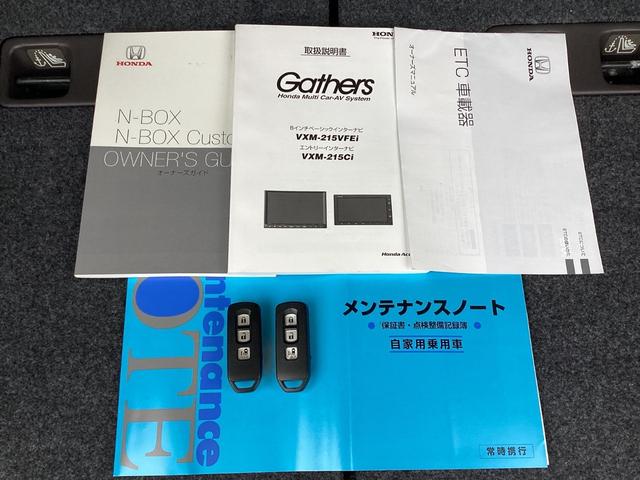 HONDA
N-BOX
N-BOX Custo
OWNER'S GU
オーナーズガイド
HONDA
取扱説明書
Gathers
Honda Multi Car-AV System
8インチベーシックインターナビ
VXM-215VFEi
エントリーインターナビ
VXM-215Ci
Honda Acc
HONDA
ETC 車載器
オーナーズマニュアル
intenance
OTE
メンテナンスノート
保証書・点検整備記録簿
自家用乗用車
常時携行